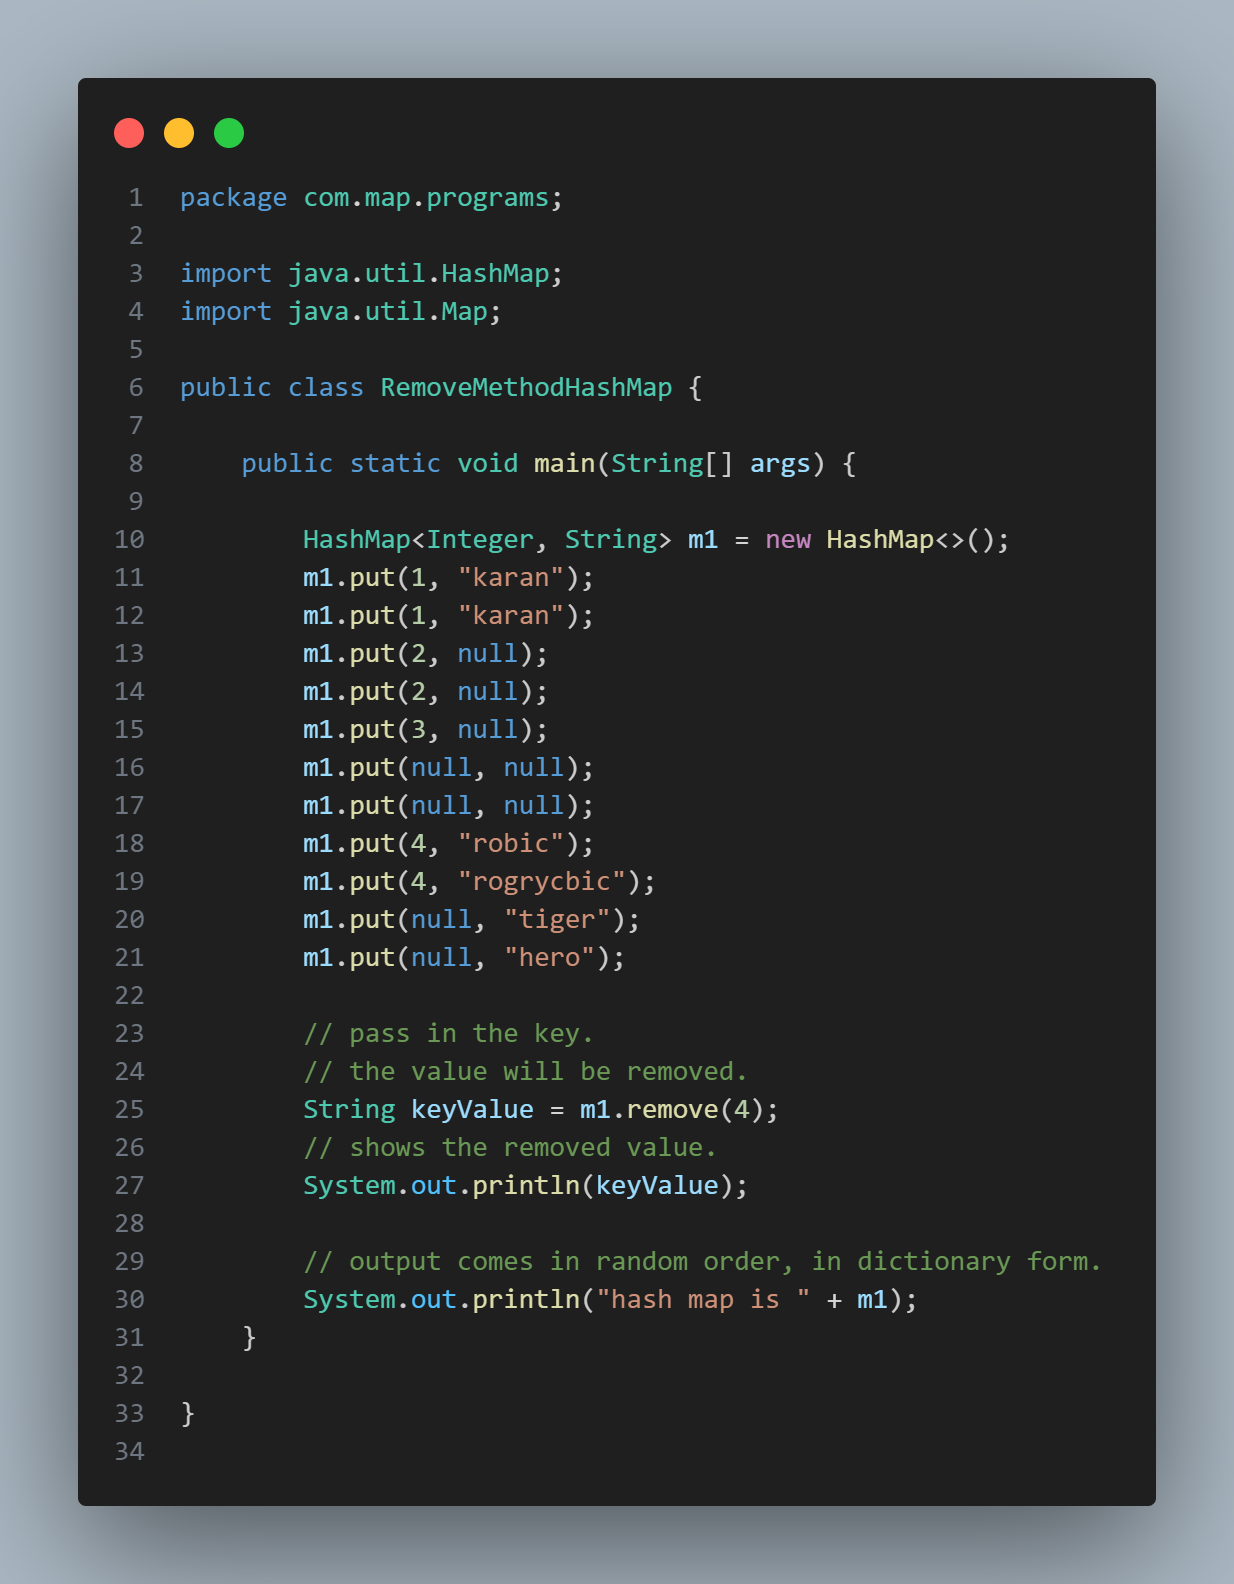 1 package com.map.programs;
2
3 import java.util.HashMap;
4 import java.util.Map;
5
6 public class RemoveMethodHashMap {
7
8     public static void main(String[] args) {
9
10         HashMap<Integer, String> m1 = new HashMap<>();
11         m1.put(1, "karan");
12         m1.put(1, "karan");
13         m1.put(2, null);
14         m1.put(2, null);
15         m1.put(3, null);
16         m1.put(null, null);
17         m1.put(null, null);
18         m1.put(4, "robic");
19         m1.put(4, "rogrycbic");
20         m1.put(null, "tiger");
21         m1.put(null, "hero");
22
23         // pass in the key.
24         // the value will be removed.
25         String keyValue = m1.remove(4);
26         // shows the removed value.
27         System.out.println(keyValue);
28
29         // output comes in random order, in dictionary form.
30         System.out.println("hash map is " + m1);
31     }
32
33 }
34